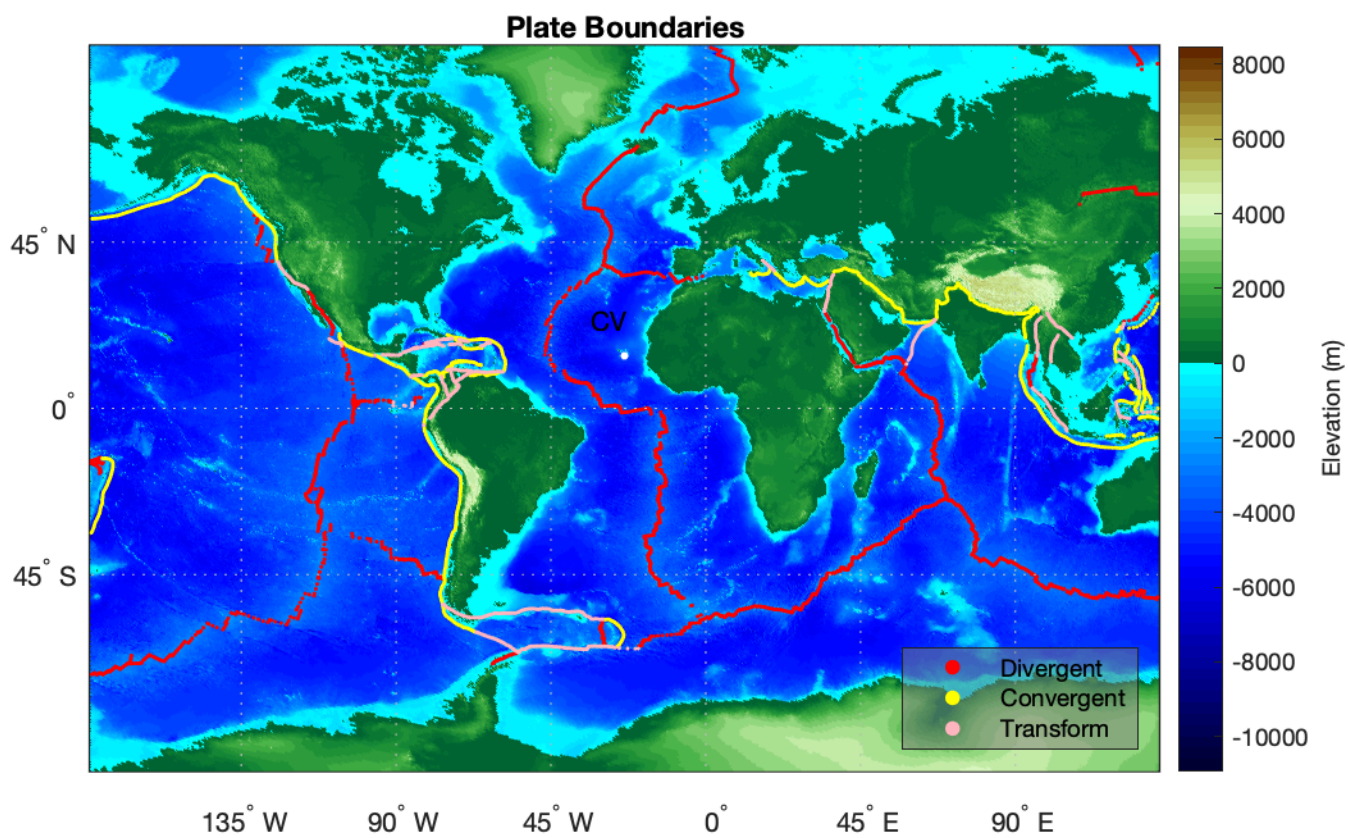 Plate Boundaries
45° N
0°
45° S
CV
Divergent
Convergent
Transform
135° W
90° W
45° W
0°
45° E
90° E
8000
6000
4000
2000
0
-2000
-4000
-6000
-8000
-10000
Elevation (m)